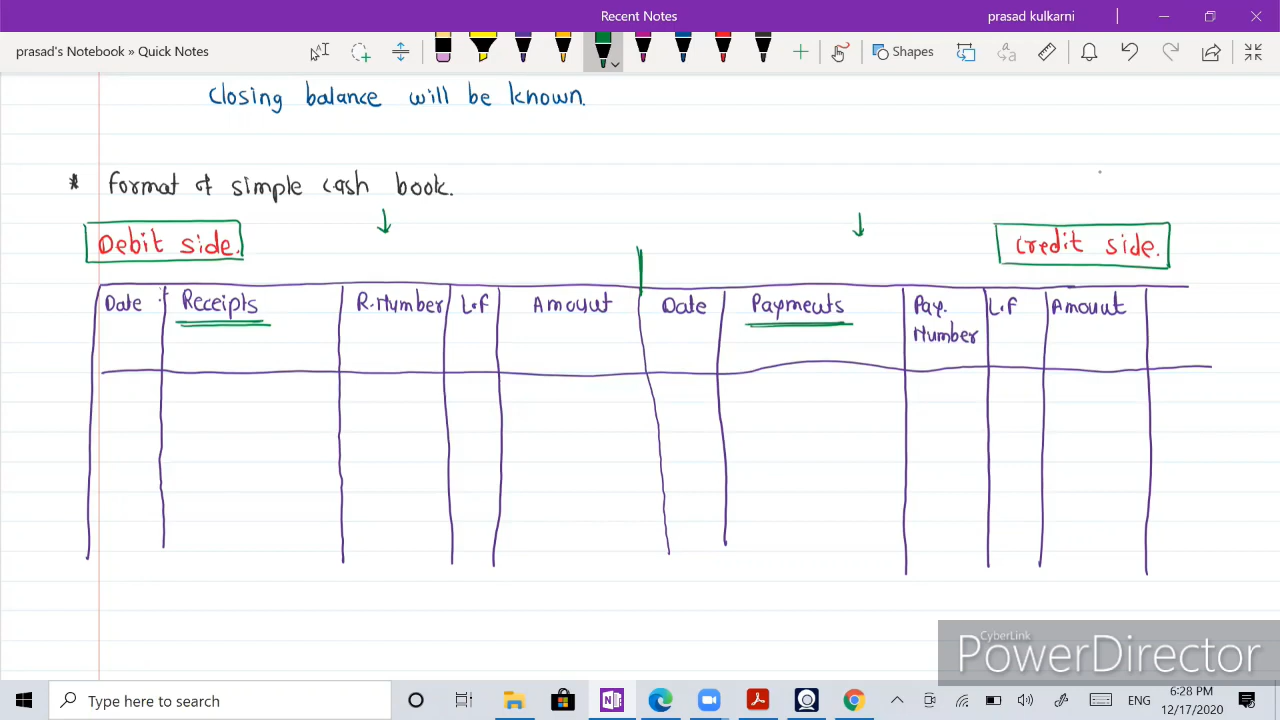 Recent Notes
prasad kulkarni
prasad's Notebook » Quick Notes
Shapes
closing balance will be known.
* format of simple cash book.
Debit side.
credit side.
Date Receipts R.Number L.f Amount Date Payments Pay. Number L.f Amount
CyberLink
PowerDirector
Type here to search
ENG
6:28 PM
12/17/2020